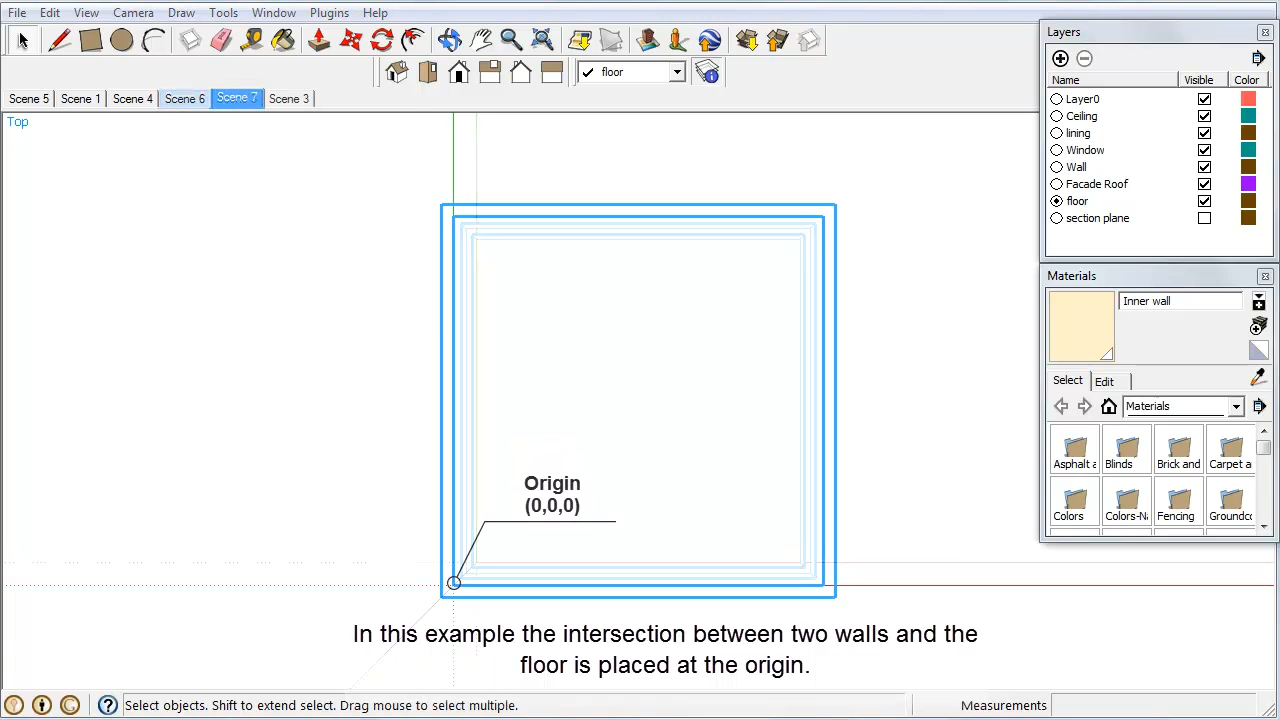 File Edit View Camera Draw Tools Window Plugins Help
floor
Scene 5 Scene 1 Scene 4 Scene 6 Scene 7 Scene 3
Top
Layers
Name Visible Color
Layer0
Ceiling
lining
Window
Wall
Facade Roof
floor
section plane
Materials
Inner wall
Select Edit
Materials
Asphalt a Blinds Brick and Carpet a
Colors Colors-Na Fencing Groundco
Origin
(0,0,0)
In this example the intersection between two walls and the
floor is placed at the origin.
Select objects. Shift to extend select. Drag mouse to select multiple.
Measurements